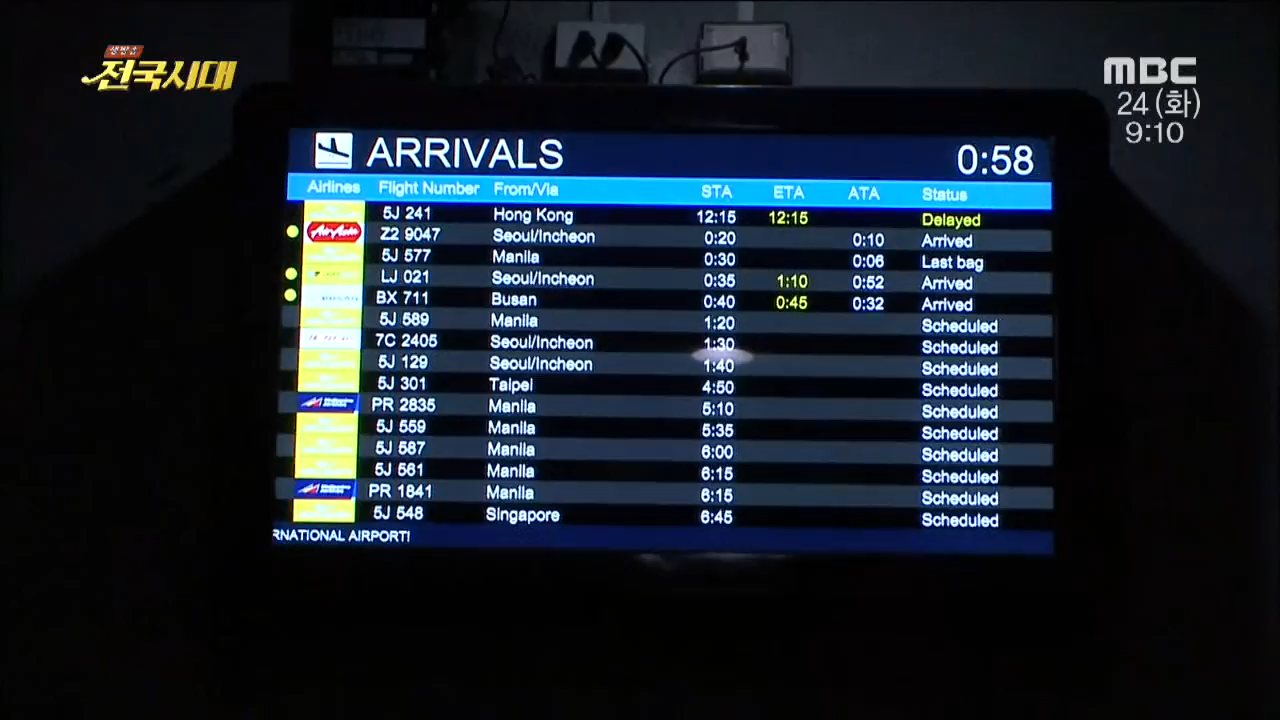 생방송
전국시대
MBC
24 (화)
9:10
ARRIVALS 0:58
Airlines Flight Number From/Via STA ETA ATA Status
5J 241 Hong Kong 12:15 12:15 Delayed
AirAsia Z2 9047 Seoul/Incheon 0:20 0:10 Arrived
5J 577 Manila 0:30 0:06 Last bag
LJ 021 Seoul/Incheon 0:35 1:10 0:52 Arrived
BX 711 Busan 0:40 0:45 0:32 Arrived
5J 589 Manila 1:20 Scheduled
7C 2405 Seoul/Incheon 1:30 Scheduled
5J 129 Seoul/Incheon 1:40 Scheduled
5J 301 Taipei 4:50 Scheduled
PR 2835 Manila 5:10 Scheduled
5J 559 Manila 5:35 Scheduled
5J 587 Manila 6:00 Scheduled
5J 561 Manila 6:15 Scheduled
PR 1841 Manila 6:15 Scheduled
5J 548 Singapore 6:45 Scheduled
RNATIONAL AIRPORT!